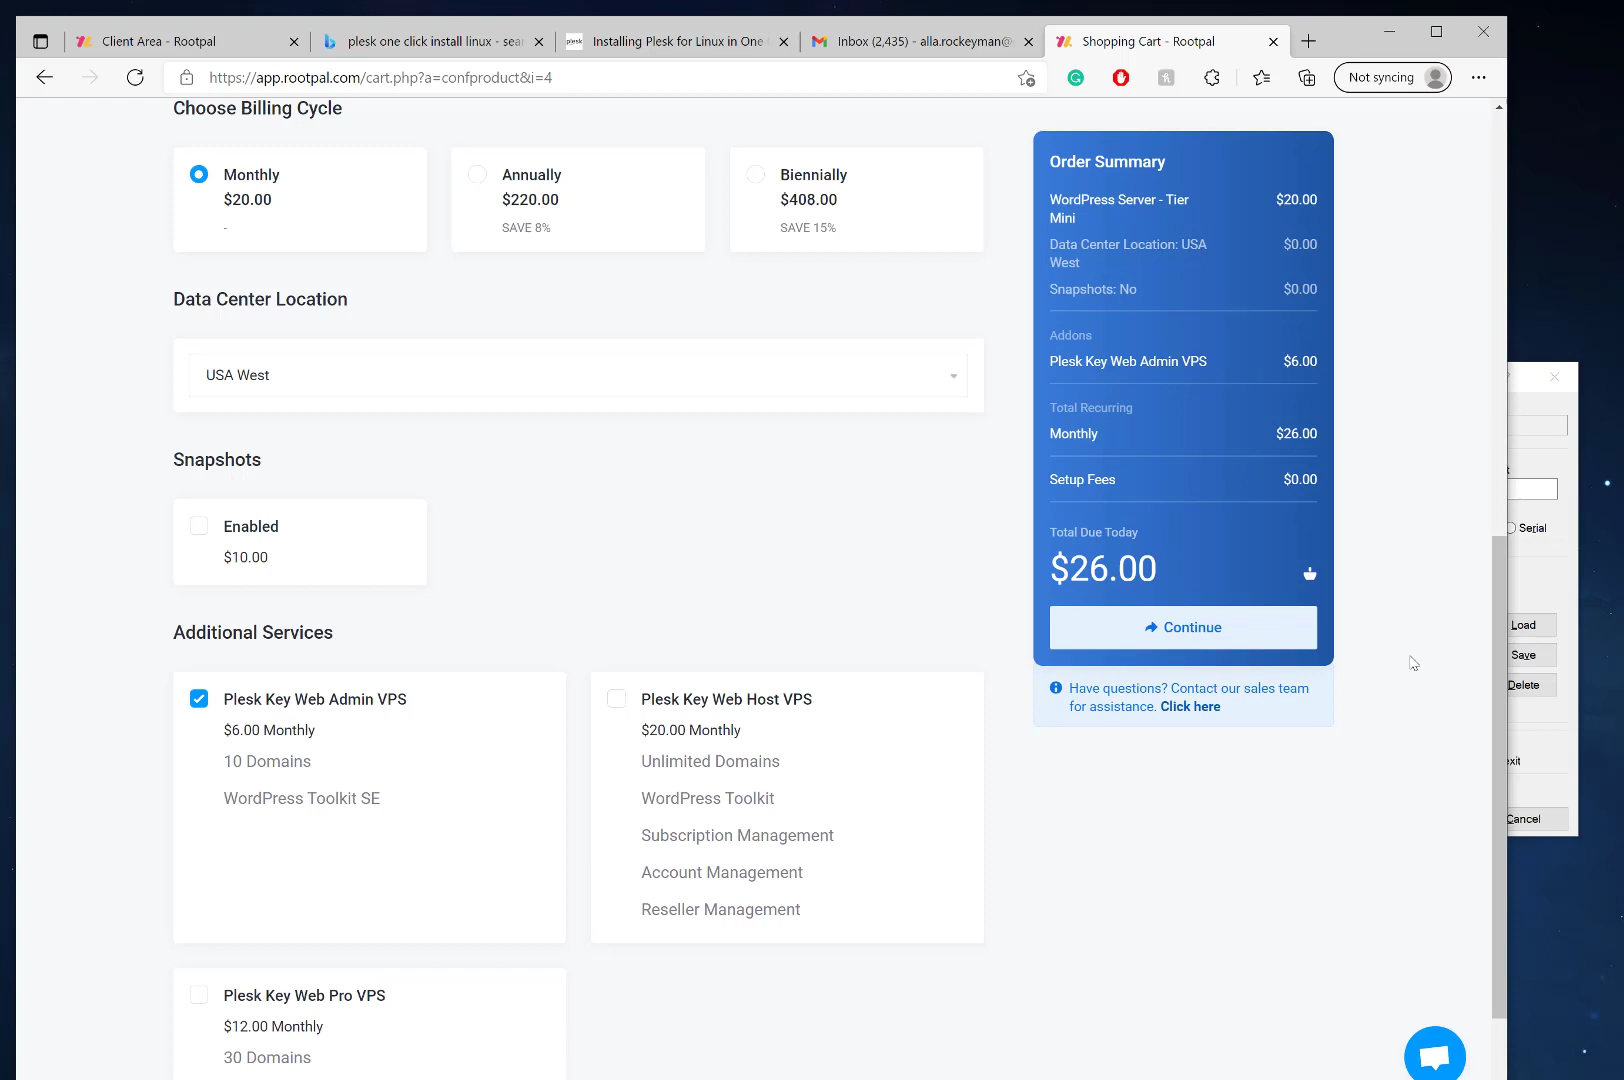 Client Area - Rootpal
plesk one click install linux - sea
plesk
Installing Plesk for Linux in One
Inbox (2,435) - alla.rockeyman@
Shopping Cart - Rootpal
https://app.rootpal.com/cart.php?a=confproduct&i=4
Not syncing
Choose Billing Cycle
Monthly
$20.00
-
Annually
$220.00
SAVE 8%
Biennially
$408.00
SAVE 15%
Data Center Location
USA West
Snapshots
Enabled
$10.00
Additional Services
Plesk Key Web Admin VPS
$6.00 Monthly
10 Domains
WordPress Toolkit SE
Plesk Key Web Host VPS
$20.00 Monthly
Unlimited Domains
WordPress Toolkit
Subscription Management
Account Management
Reseller Management
Plesk Key Web Pro VPS
$12.00 Monthly
30 Domains
Order Summary
WordPress Server - Tier $20.00
Mini
Data Center Location: USA $0.00
West
Snapshots: No $0.00
Addons
Plesk Key Web Admin VPS $6.00
Total Recurring
Monthly $26.00
Setup Fees $0.00
Total Due Today
$26.00
Continue
Have questions? Contact our sales team
for assistance. Click here
Serial
Load
Save
Delete
exit
Cancel